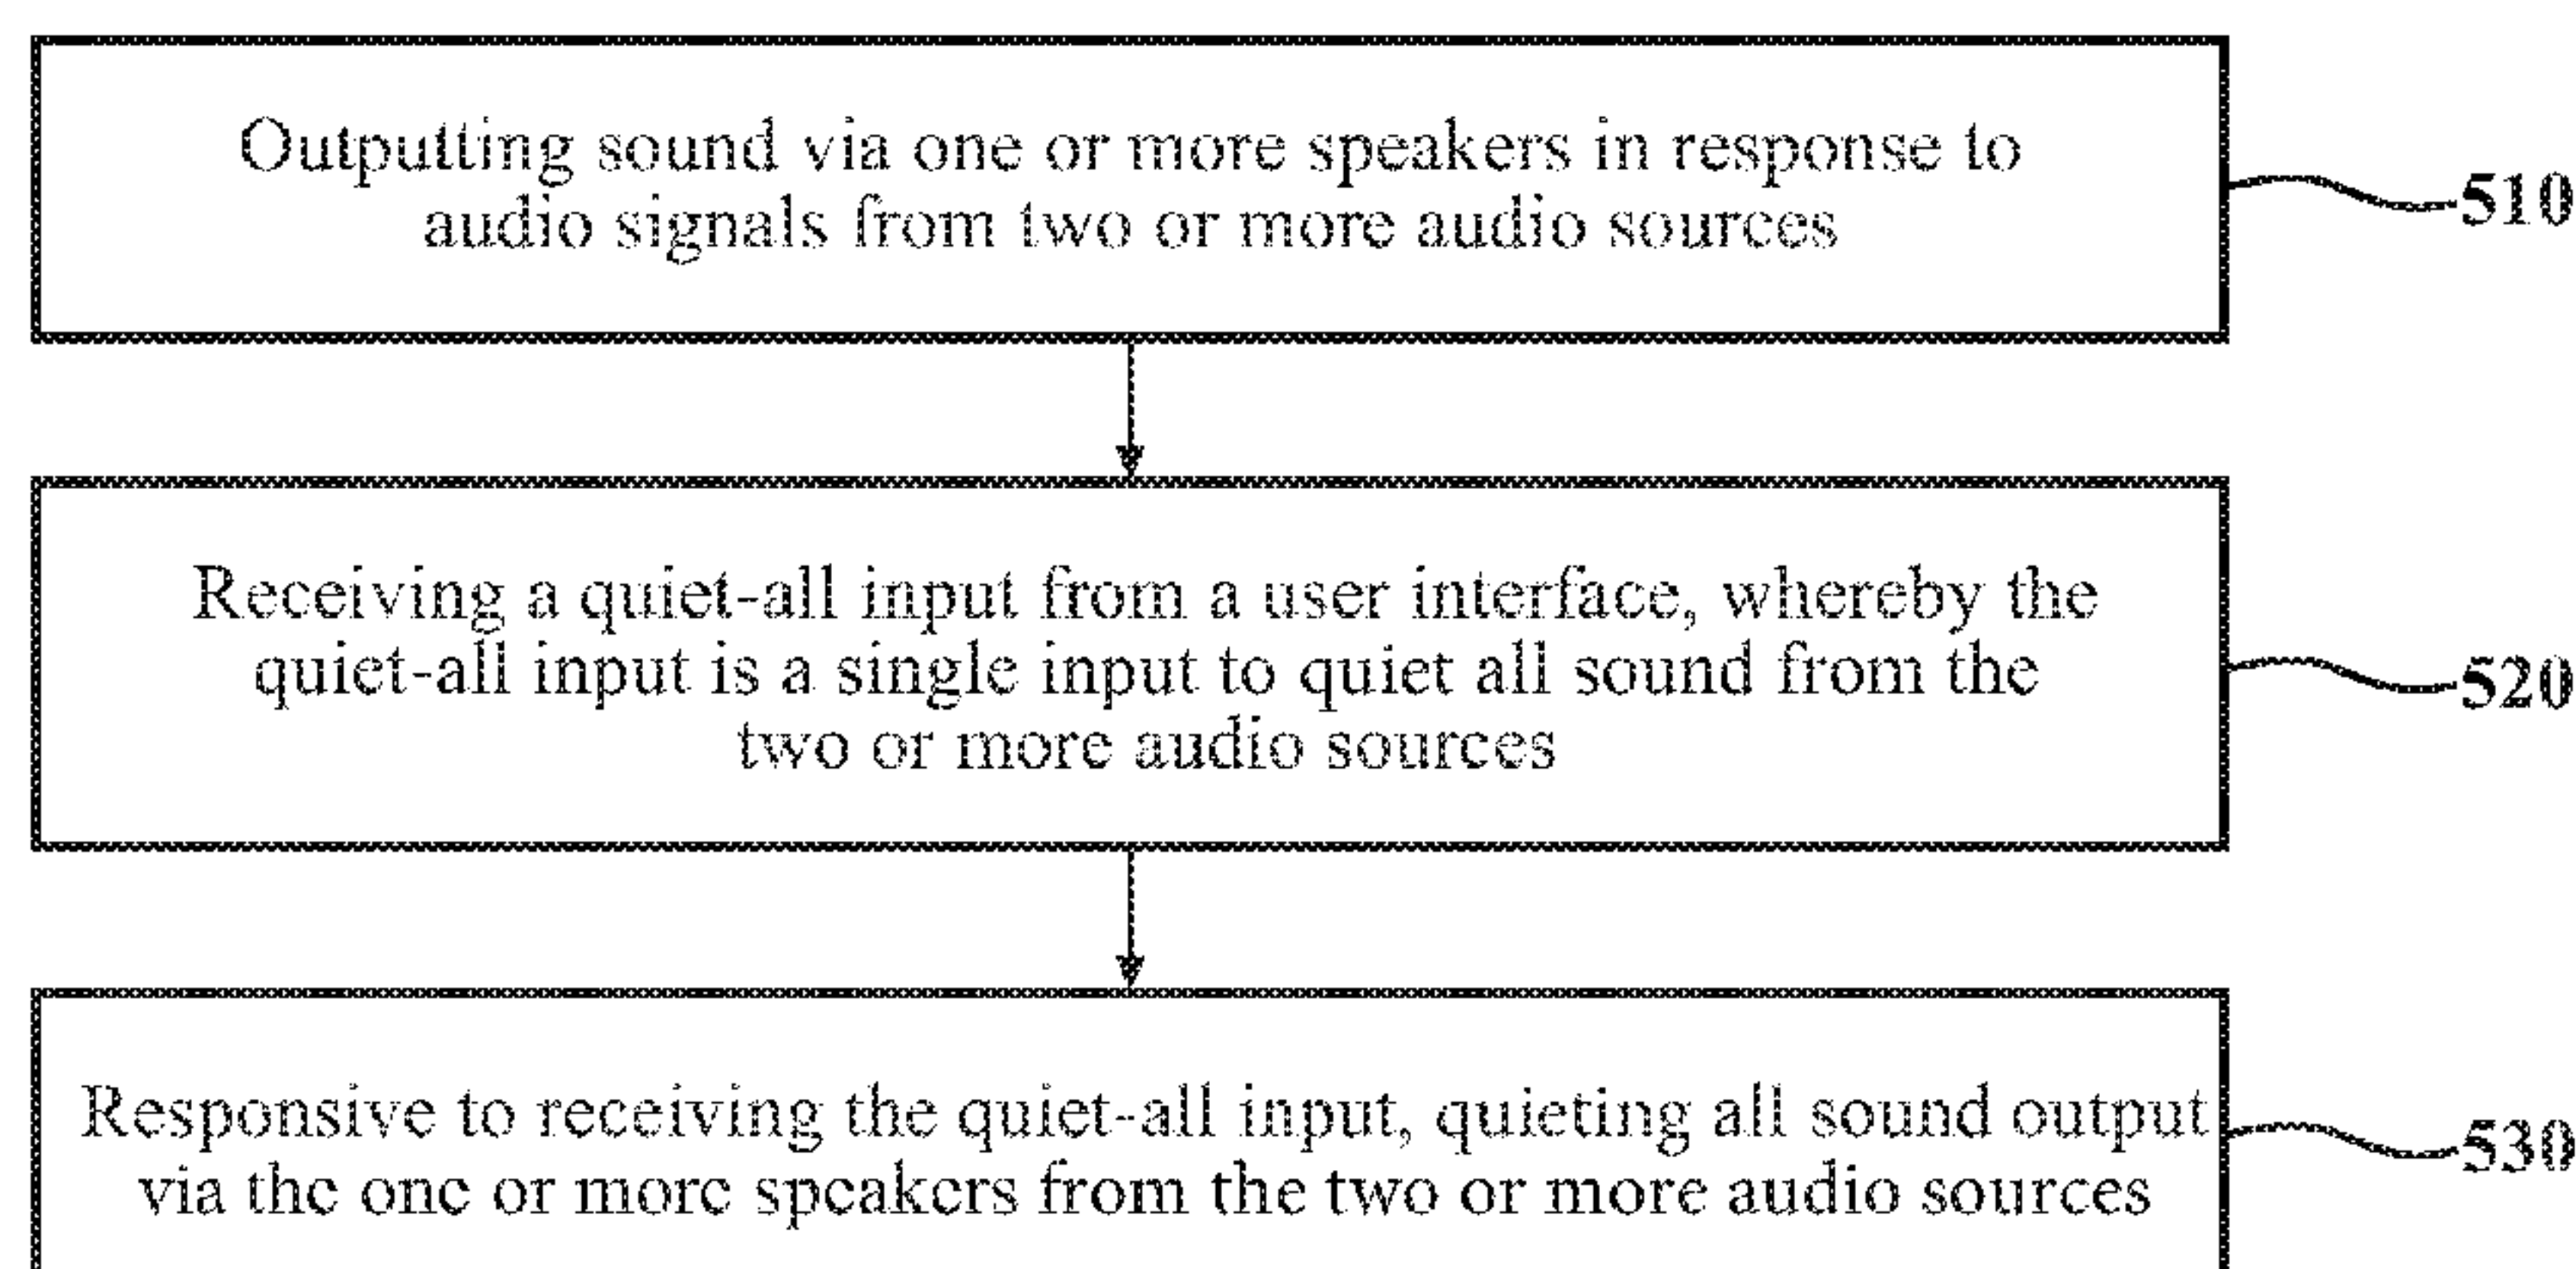 Outputting sound via one or more speakers in response to
audio signals from two or more audio sources
510
Receiving a quiet-all input from a user interface, whereby the
quiet-all input is a single input to quiet all sound from the
two or more audio sources
520
Responsive to receiving the quiet-all input, quieting all sound output
via the one or more speakers from the two or more audio sources
530